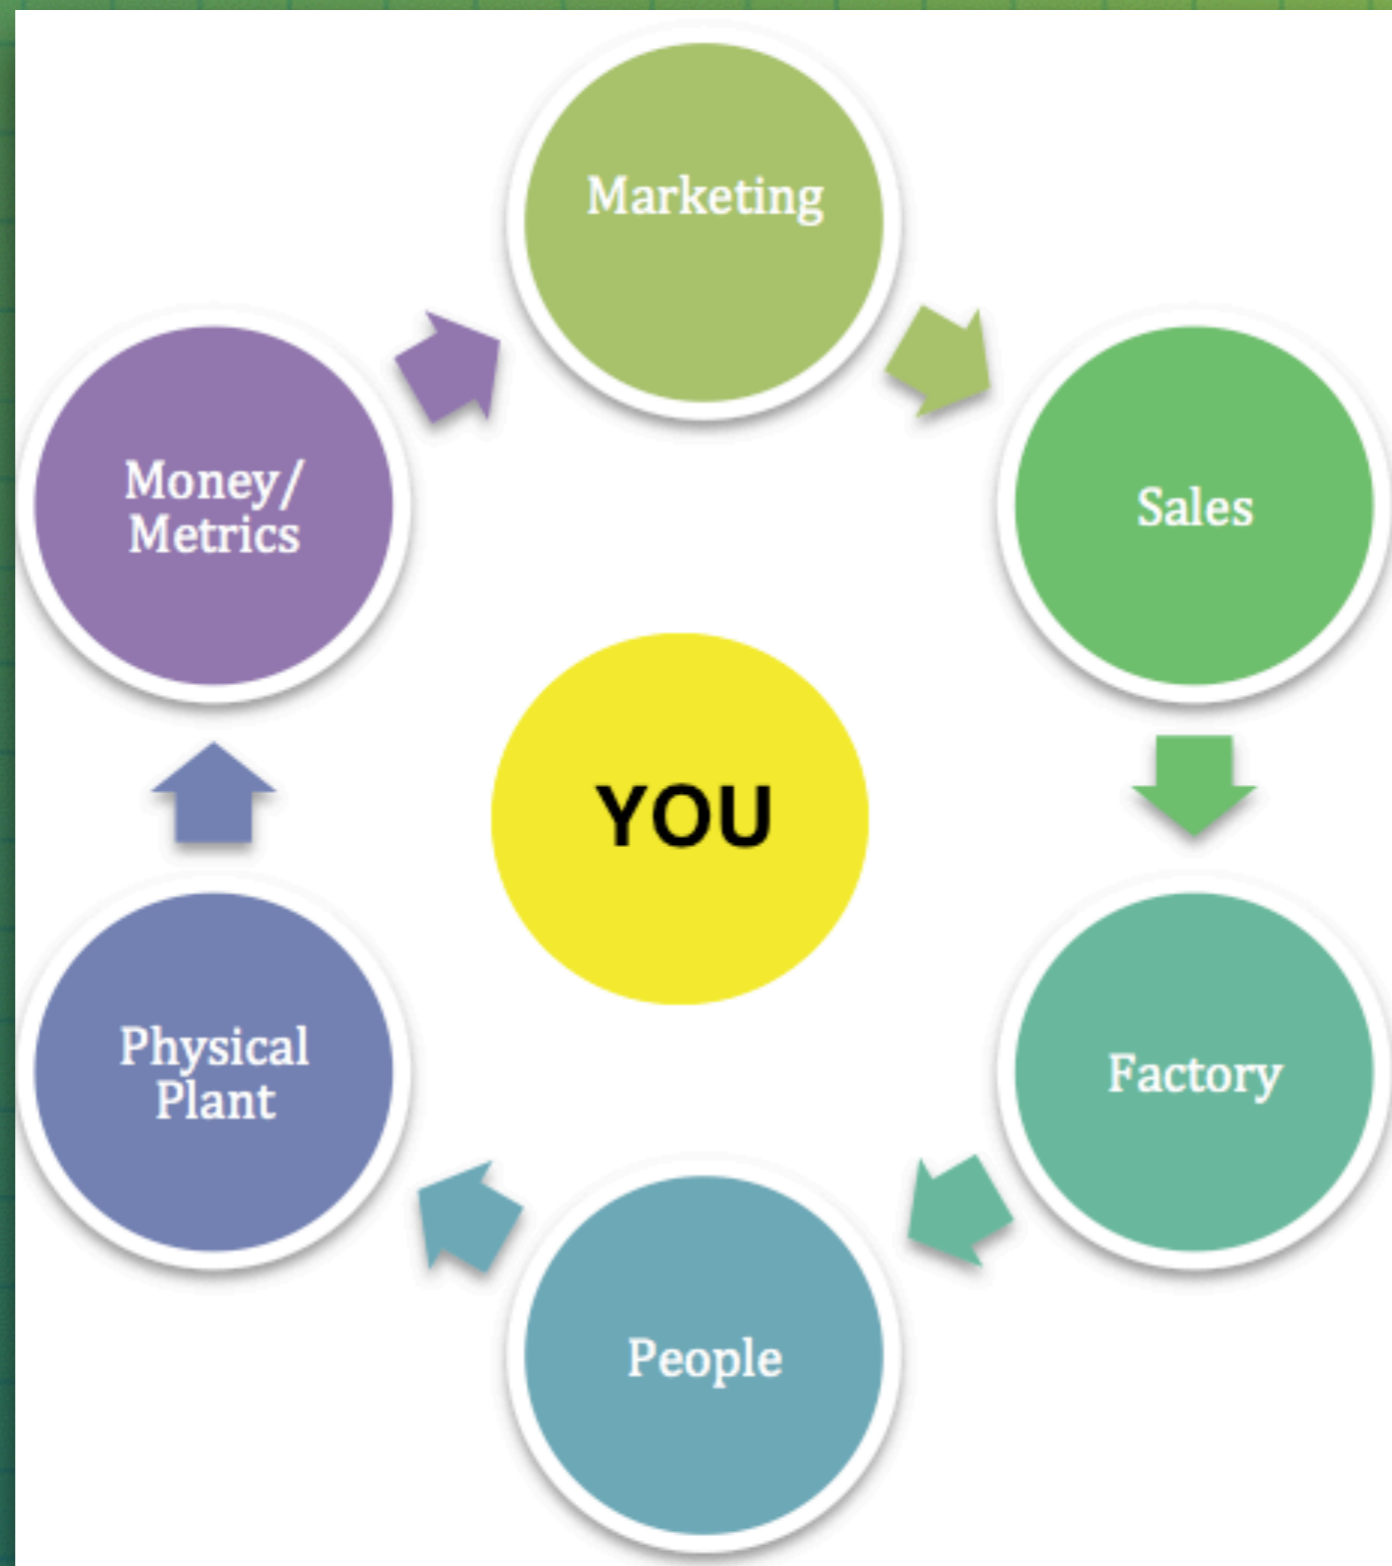 Marketing
Sales
Factory
People
Physical
Plant
Money/
Metrics
YOU